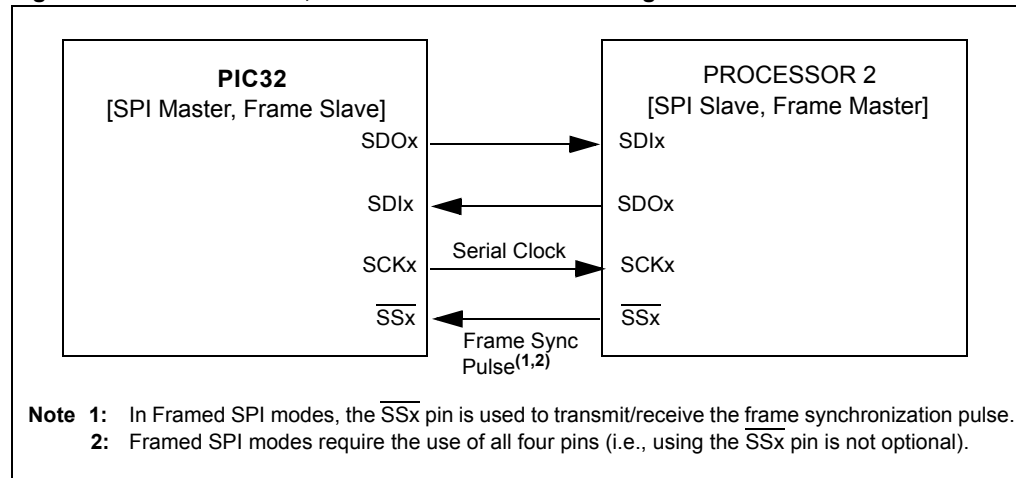 PIC32
[SPI Master, Frame Slave]
PROCESSOR 2
[SPI Slave, Frame Master]
SDOx
SDIx
SDIx
SDOx
Serial Clock
SCKx
SCKx
SSx
SSx
Frame Sync
Pulse(1,2)
Note 1: In Framed SPI modes, the SSx pin is used to transmit/receive the frame synchronization pulse.
2: Framed SPI modes require the use of all four pins (i.e., using the SSx pin is not optional).